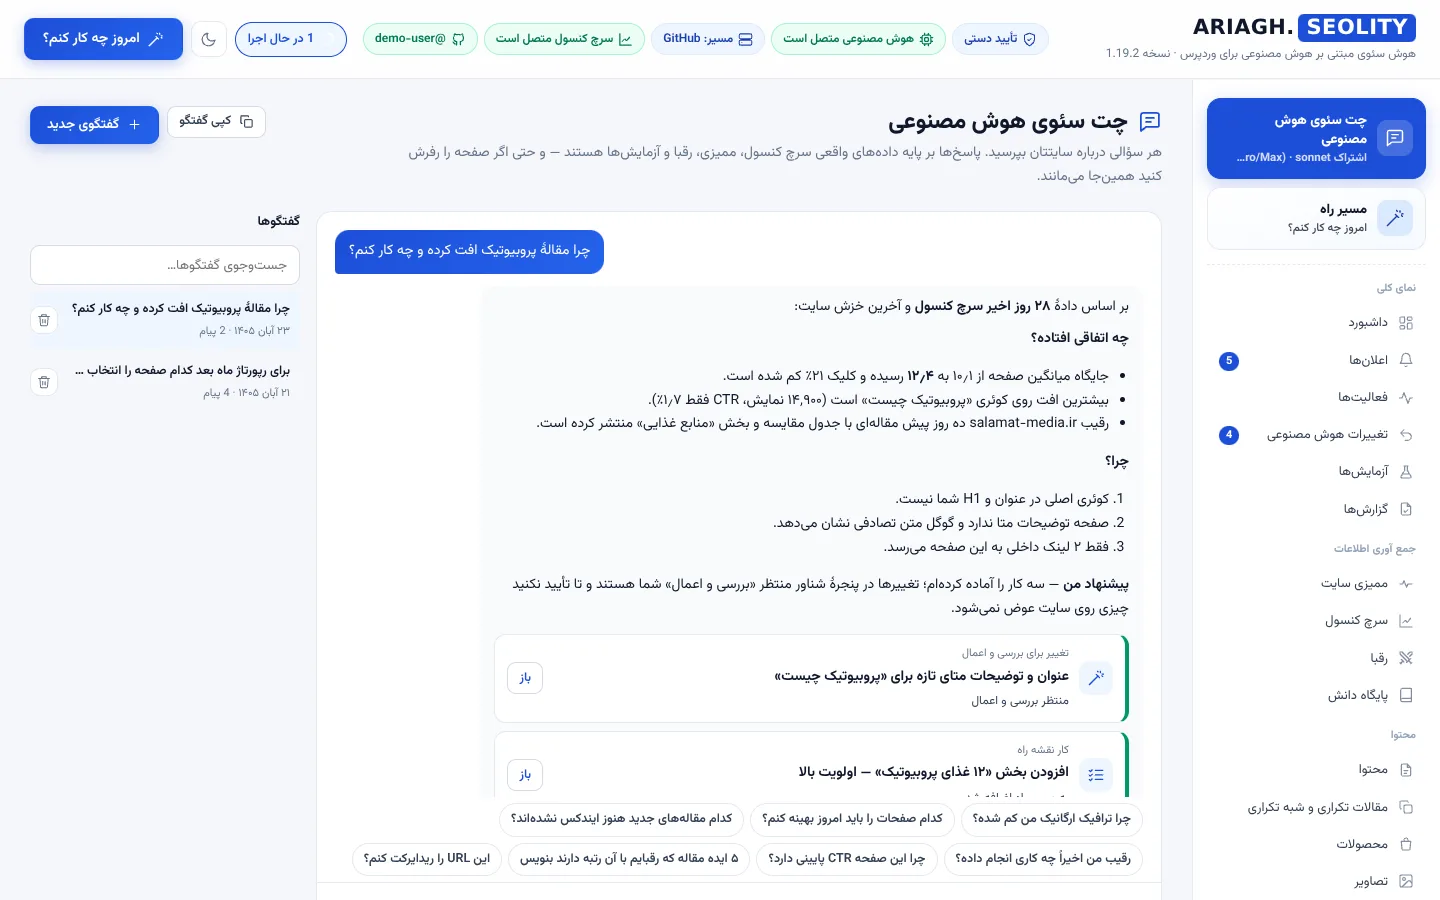 ARIAGH. SEOLITY
هوش سئوی مبتنی بر هوش مصنوعی برای وردپرس · نسخه 1.19.2
تأیید دستی
هوش مصنوعی متصل است
مسیر: GitHub
سرچ کنسول متصل است
@demo-user
1 در حال اجرا
امروز چه کار کنم؟
چت سئوی هوش مصنوعی
اشتراک ro/Max) · sonnet…
مسیر راه
امروز چه کار کنم؟
نمای کلی
داشبورد
اعلان‌ها
5
فعالیت‌ها
تغییرات هوش مصنوعی
4
آزمایش‌ها
گزارش‌ها
جمع آوری اطلاعات
ممیزی سایت
سرچ کنسول
رقبا
پایگاه دانش
محتوا
محتوا
مقالات تکراری و شبه تکراری
محصولات
تصاویر
چت سئوی هوش مصنوعی
هر سؤالی درباره سایتتان بپرسید. پاسخ‌ها بر پایه داده‌های واقعی سرچ کنسول، ممیزی، رقبا و آزمایش‌ها هستند — و حتی اگر صفحه را رفرش
کنید همین‌جا می‌مانند.
کپی گفتگو
گفتگوی جدید
چرا مقالهٔ پروبیوتیک افت کرده و چه کار کنم؟
بر اساس دادهٔ ۲۸ روز اخیر سرچ کنسول و آخرین خزش سایت:
چه اتفاقی افتاده؟
• جایگاه میانگین صفحه از ۱۰٫۱ به ۱۲٫۴ رسیده و کلیک ۲۱٪ کم شده است.
• بیشترین افت روی کوئری «پروبیوتیک چیست» است (۱۴٬۹۰۰ نمایش، CTR فقط ۱٫۷٪).
• رقیب salamat-media.ir ده روز پیش مقاله‌ای با جدول مقایسه و بخش «منابع غذایی» منتشر کرده است.
چرا؟
1. کوئری اصلی در عنوان و H1 شما نیست.
2. صفحه توضیحات متا ندارد و گوگل متن تصادفی نشان می‌دهد.
3. فقط ۲ لینک داخلی به این صفحه می‌رسد.
پیشنهاد من — سه کار را آماده کرده‌ام؛ تغییرها در پنجرهٔ شناور منتظر «بررسی و اعمال» شما هستند و تا تأیید نکنید
چیزی روی سایت عوض نمی‌شود.
تغییر برای بررسی و اعمال
عنوان و توضیحات متای تازه برای «پروبیوتیک چیست»
منتظر بررسی و اعمال
باز
کار نقشه راه
افزودن بخش «۱۲ غذای پروبیوتیک» — اولویت بالا
باز
چرا ترافیک ارگانیک من کم شده؟
کدام صفحات را باید امروز بهینه کنم؟
کدام مقاله‌های جدید هنوز ایندکس نشده‌اند؟
رقیب من اخیراً چه کاری انجام داده؟
چرا این صفحه CTR پایینی دارد؟
۵ ایده مقاله که رقبایم با آن رتبه دارند بنویس
این URL را ریدایرکت کنم؟
گفتگوها
جست‌وجوی گفتگوها…
چرا مقالهٔ پروبیوتیک افت کرده و چه کار کنم؟
۲۳ آبان ۱۴۰۵ · 2 پیام
برای رپورتاژ ماه بعد کدام صفحه را انتخاب …
۲۱ آبان ۱۴۰۵ · 4 پیام